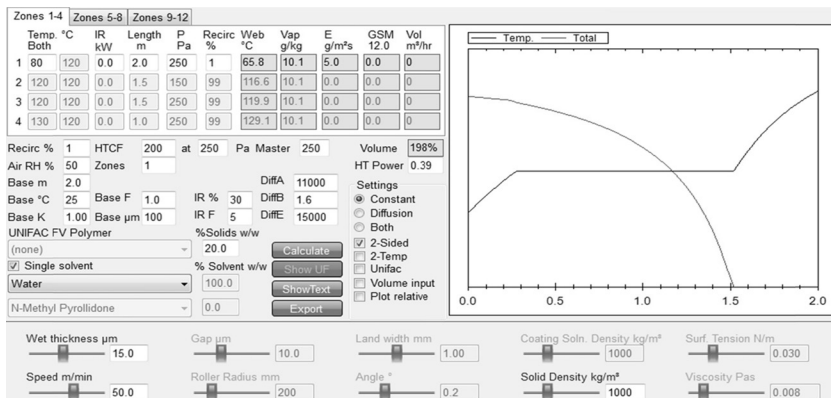 Zones 1-4 Zones 5-8 Zones 9-12
Temp. °C IR Length P Recirc Web Vap E GSM Vol
Both kW m Pa % °C g/kg g/m²s 12.0 m³/hr
1 80 120 0.0 2.0 250 1 65.8 10.1 5.0 0.0 0
2 120 120 0.0 1.5 150 99 116.6 10.1 0.0 0.0 0
3 120 120 0.0 1.5 250 99 119.9 10.1 0.0 0.0 0
4 130 120 0.0 1.0 250 99 129.1 10.1 0.0 0.0 0
Recirc % 1 HTCF 200 at 250 Pa Master 250 Volume 198%
Air RH % 50 Zones 1 HT Power 0.39
Base m 2.0 DiffA 11000 Settings
Base °C 25 Base F 1.0 IR % 30 DiffB 1.6 Constant
Base K 1.00 Base µm 100 IR F 5 DiffE 15000 Diffusion
Both
UNIFAC FV Polymer %Solids w/w
(none) 20.0 Calculate 2-Sided
2-Temp
Single solvent % Solvent w/w Show UF Unifac
Water 100.0 ShowText Volume input
Plot relative
N-Methyl Pyrollidone 0.0 Export
Temp. Total
0.0 0.5 1.0 1.5 2.0
Wet thickness µm Gap µm Land width mm Coating Soln. Density kg/m³ Surf. Tension N/m
15.0 10.0 1.00 1000 0.030
Speed m/min Roller Radius mm Angle ° Solid Density kg/m³ Viscosity Pas
50.0 200 0.2 1000 0.008